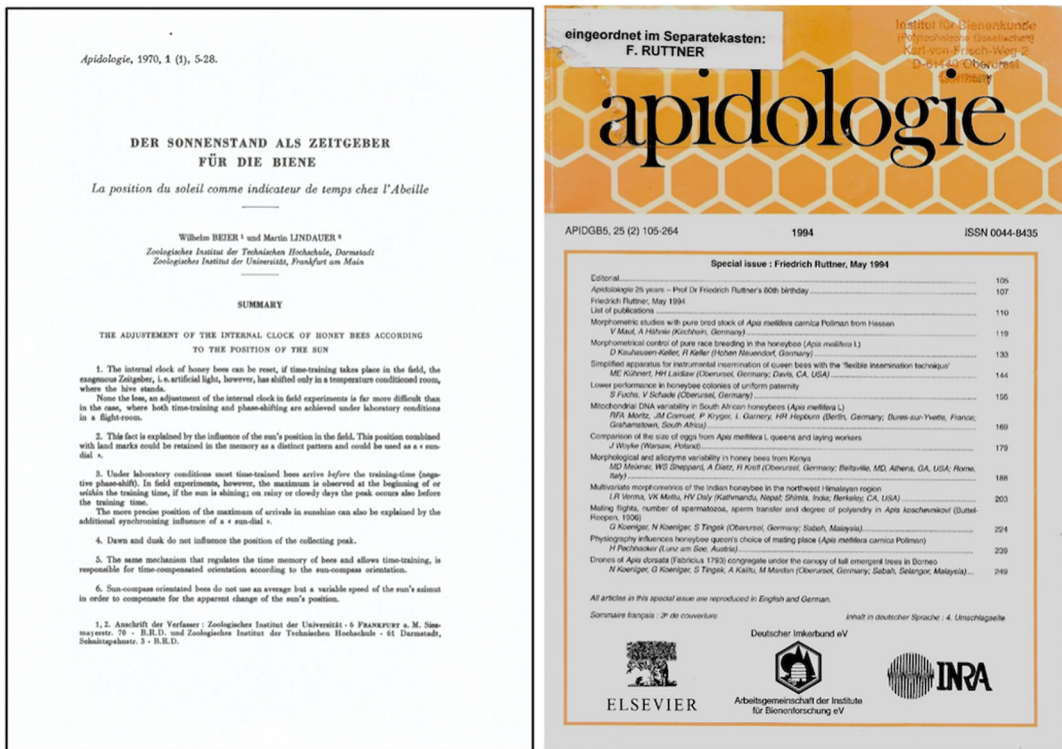 Apidologie, 1970, 1 (1), 5-28.
DER SONNENSTAND ALS ZEITGEBER
FÜR DIE BIENE
La position du soleil comme indicateur de temps chez l'Abeille
Wilhelm BEIER ¹ und Martin LINDAUER ²
Zoologisches Institut der Technischen Hochschule, Darmstadt
Zoologisches Institut der Universität, Frankfurt am Main
SUMMARY
THE ADJUSTEMENT OF THE INTERNAL CLOCK OF HONEY BEES ACCORDING
TO THE POSITION OF THE SUN
1. The internal clock of honey bees can be reset, if time-training takes place in the field, the
exogenous Zeitgeber, i. e. artificial light, however, has shifted only in a temperature conditioned room,
where the hive stands.
None the less, an adjustment of the internal clock in field experiments is far more difficult than
in the case, where both time-training and phase-shifting are achieved under laboratory conditions
in a flight-room.
2. This fact is explained by the influence of the sun's position in the field. This position combined
with land marks could be retained in the memory as a distinct pattern and could be used as a « sun-
dial ».
3. Under laboratory conditions most time-trained bees arrive before the training-time (nega-
tive phase-shift). In field experiments, however, the maximum is observed at the beginning of or
within the training time, if the sun is shining; on rainy or clowdy days the peak occurs also before
the training time.
The more precise position of the maximum of arrivals in sunshine can also be explained by the
additional synchronizing influence of a « sun-dial ».
4. Dawn and dusk do not influence the position of the collecting peak.
5. The same mechanism that regulates the time memory of bees and allows time-training, is
responsible for time-compensated orientation according to the sun-compass orientation.
6. Sun-compass orientated bees do not use an average but a variable speed of the sun's azimut
in order to compensate for the apparent change of the sun's position.
1, 2. Anschrift der Verfasser : Zoologisches Institut der Universität - 6 FRANKFURT a. M. Sies-
mayerstr. 70 - B.R.D. und Zoologisches Institut der Technischen Hochschule - 61 Darmstadt,
Schnittspahnstr. 3 - B.R.D.
eingeordnet im Separatekasten:
F. RUTTNER
Institut für Bienenkunde
(Polytechnische Gesellschaft)
Karl-von-Frisch-Weg 2
D-61440 Oberursel
Germany
apidologie
APIDGB5, 25 (2) 105-264 1994 ISSN 0044-8435
Special issue : Friedrich Ruttner, May 1994
Editorial 105
Apidologie 25 years – Prof Dr Friedrich Ruttner's 80th birthday 107
Friedrich Ruttner, May 1994
List of publications 110
Morphometric studies with pure bred stock of Apis mellifera carnica Pollman from Hessen
V Maul, A Hähnle (Kirchhain, Germany) 119
Morphometrical control of pure race breeding in the honeybee (Apis mellifera L)
D Kauhausen-Keller, R Keller (Hohen Neuendorf, Germany) 133
Simplified apparatus for instrumental insemination of queen bees with the 'flexible insemination technique'
ME Kühnert, HH Laidlaw (Oberursel, Germany; Davis, CA, USA) 144
Lower performance in honeybee colonies of uniform paternity
S Fuchs, V Schade (Oberursel, Germany) 155
Mitochondrial DNA variability in South African honeybees (Apis mellifera L)
RFA Moritz, JM Cornuet, P Kryger, L Garnery, HR Hepburn (Berlin, Germany; Bures-sur-Yvette, France;
Grahamstown, South Africa) 169
Comparison of the size of eggs from Apis mellifera L queens and laying workers
J Woyke (Warsaw, Poland) 179
Morphological and allozyme variability in honey bees from Kenya
MD Meixner, WS Sheppard, A Dietz, R Krell (Oberursel, Germany; Beltsville, MD, Athens, GA, USA; Rome,
Italy) 188
Multivariate morphometrics of the Indian honeybee in the northwest Himalayan region
LR Verma, VK Mattu, HV Daly (Kathmandu, Nepal; Shimla, India; Berkeley, CA, USA) 203
Mating flights, number of spermatozoa, sperm transfer and degree of polyandry in Apis koschevnikovi (Buttel-
Reepen, 1906)
G Koeniger, N Koeniger, S Tingek (Oberursel, Germany; Sabah, Malaysia) 224
Physiography influences honeybee queen's choice of mating place (Apis mellifera carnica Pollman)
H Pechhacker (Lunz am See, Austria) 239
Drones of Apis dorsata (Fabricius 1793) congregate under the canopy of tall emergent trees in Borneo
N Koeniger, G Koeniger, S Tingek, A Kalitu, M Mardan (Oberursel, Germany; Sabah, Selangor, Malaysia) 249
All articles in this special issue are reproduced in English and German.
Sommaire français : 3e de couverture Inhalt in deutscher Sprache : 4. Umschlagseite
Deutscher Imkerbund eV
ELSEVIER
Arbeitsgemeinschaft der Institute
für Bienenforschung eV
INRA